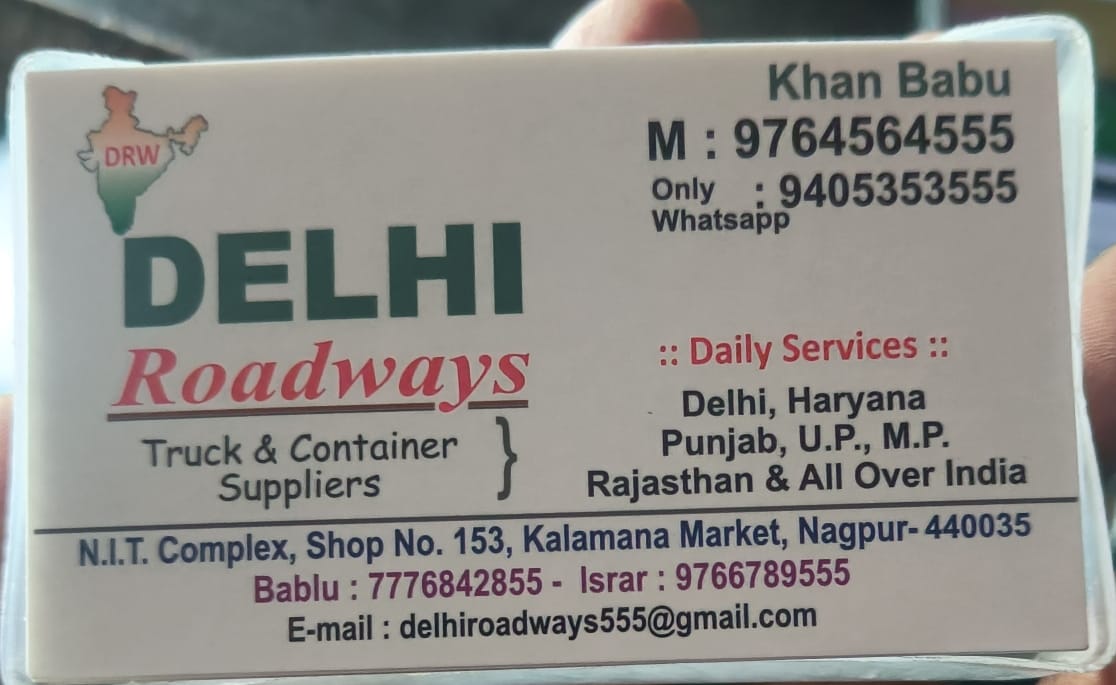 DRW
DELHI
Roadways
Truck & Container
Suppliers
Khan Babu
M : 9764564555
Only : 9405353555
Whatsapp
:: Daily Services ::
Delhi, Haryana
Punjab, U.P., M.P.
Rajasthan & All Over India
N.I.T. Complex, Shop No. 153, Kalamana Market, Nagpur- 440035
Bablu : 7776842855 - Israr : 9766789555
E-mail : delhiroadways555@gmail.com